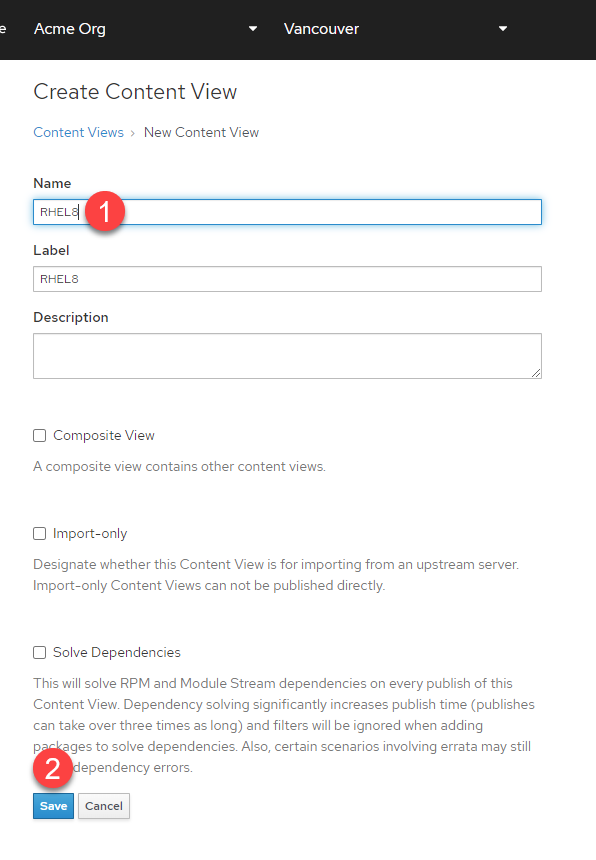 e Acme Org Vancouver
Create Content View
Content Views › New Content View
Name
RHEL8 1
Label
RHEL8
Description
Composite View
A composite view contains other content views.
Import-only
Designate whether this Content View is for importing from an upstream server.
Import-only Content Views can not be published directly.
Solve Dependencies
This will solve RPM and Module Stream dependencies on every publish of this
Content View. Dependency solving significantly increases publish time (publishes
can take over three times as long) and filters will be ignored when adding
packages to solve dependencies. Also, certain scenarios involving errata may still
2 dependency errors.
Save Cancel